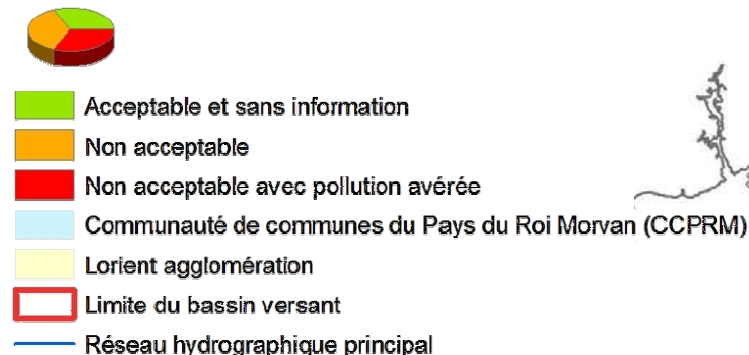 Acceptable et sans information
Non acceptable
Non acceptable avec pollution avérée
Communauté de communes du Pays du Roi Morvan (CCPRM)
Lorient agglomération
Limite du bassin versant
Réseau hydrographique principal